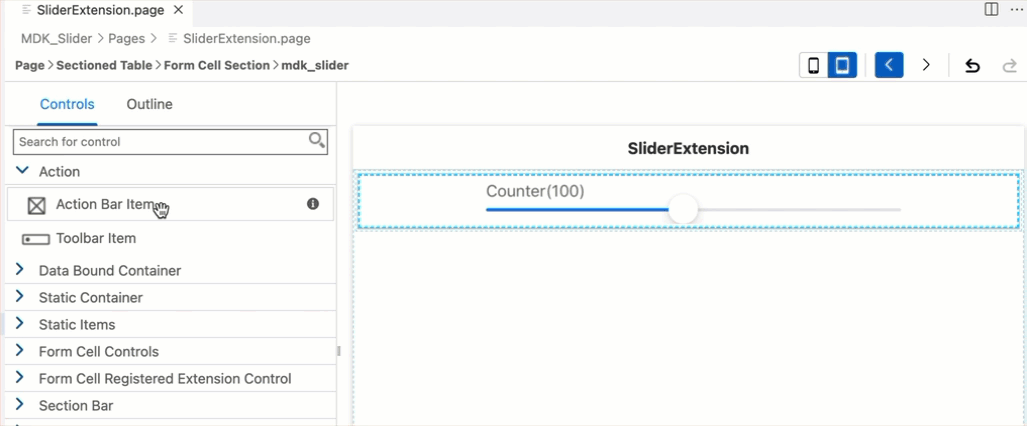 SliderExtension.page
MDK_Slider > Pages > SliderExtension.page
Page > Sectioned Table > Form Cell Section > mdk_slider
Controls Outline
Search for control
Action
Action Bar Item
Toolbar Item
Data Bound Container
Static Container
Static Items
Form Cell Controls
Form Cell Registered Extension Control
Section Bar
SliderExtension
Counter(100)